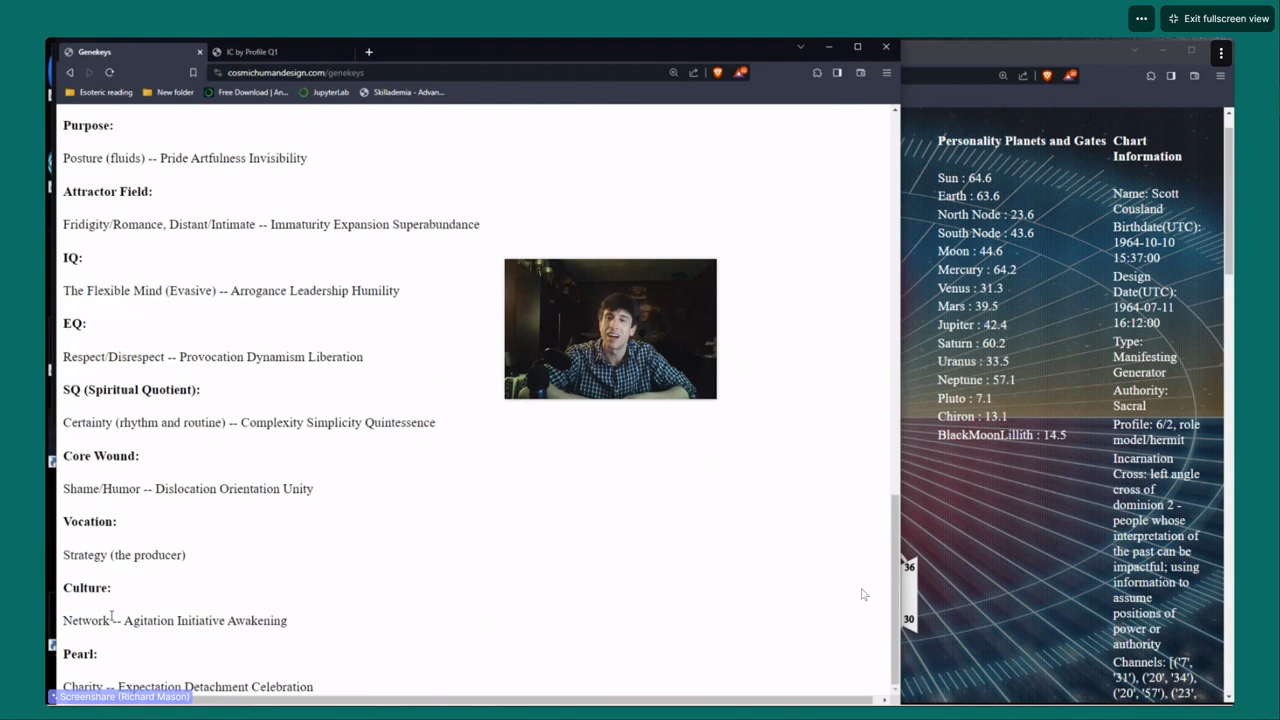 Exit fullscreen view
Genekeys
IC by Profile Q1
cosmichumandesign.com/genekeys
Esoteric reading
New folder
Free Download | An...
JupyterLab
Skillademia - Advan...
Purpose:
Posture (fluids) -- Pride Artfulness Invisibility
Attractor Field:
Fridigity/Romance, Distant/Intimate -- Immaturity Expansion Superabundance
IQ:
The Flexible Mind (Evasive) -- Arrogance Leadership Humility
EQ:
Respect/Disrespect -- Provocation Dynamism Liberation
SQ (Spiritual Quotient):
Certainty (rhythm and routine) -- Complexity Simplicity Quintessence
Core Wound:
Shame/Humor -- Dislocation Orientation Unity
Vocation:
Strategy (the producer)
Culture:
Network -- Agitation Initiative Awakening
Pearl:
Charity -- Expectation Detachment Celebration
Screenshare (Richard Mason)
36
30
Personality Planets and Gates
Sun : 64.6
Earth : 63.6
North Node : 23.6
South Node : 43.6
Moon : 44.6
Mercury : 64.2
Venus : 31.3
Mars : 39.5
Jupiter : 42.4
Saturn : 60.2
Uranus : 33.5
Neptune : 57.1
Pluto : 7.1
Chiron : 13.1
BlackMoonLillith : 14.5
Chart
Information
Name: Scott
Cousland
Birthdate(UTC):
1964-10-10
15:37:00
Design
Date(UTC):
1964-07-11
16:12:00
Type:
Manifesting
Generator
Authority:
Sacral
Profile: 6/2, role
model/hermit
Incarnation
Cross: left angle
cross of
dominion 2 -
people whose
interpretation of
the past can be
impactful; using
information to
assume
positions of
power or
authority
Channels: [('7',
'31'), ('20', '34'),
('20', '57'), ('23',